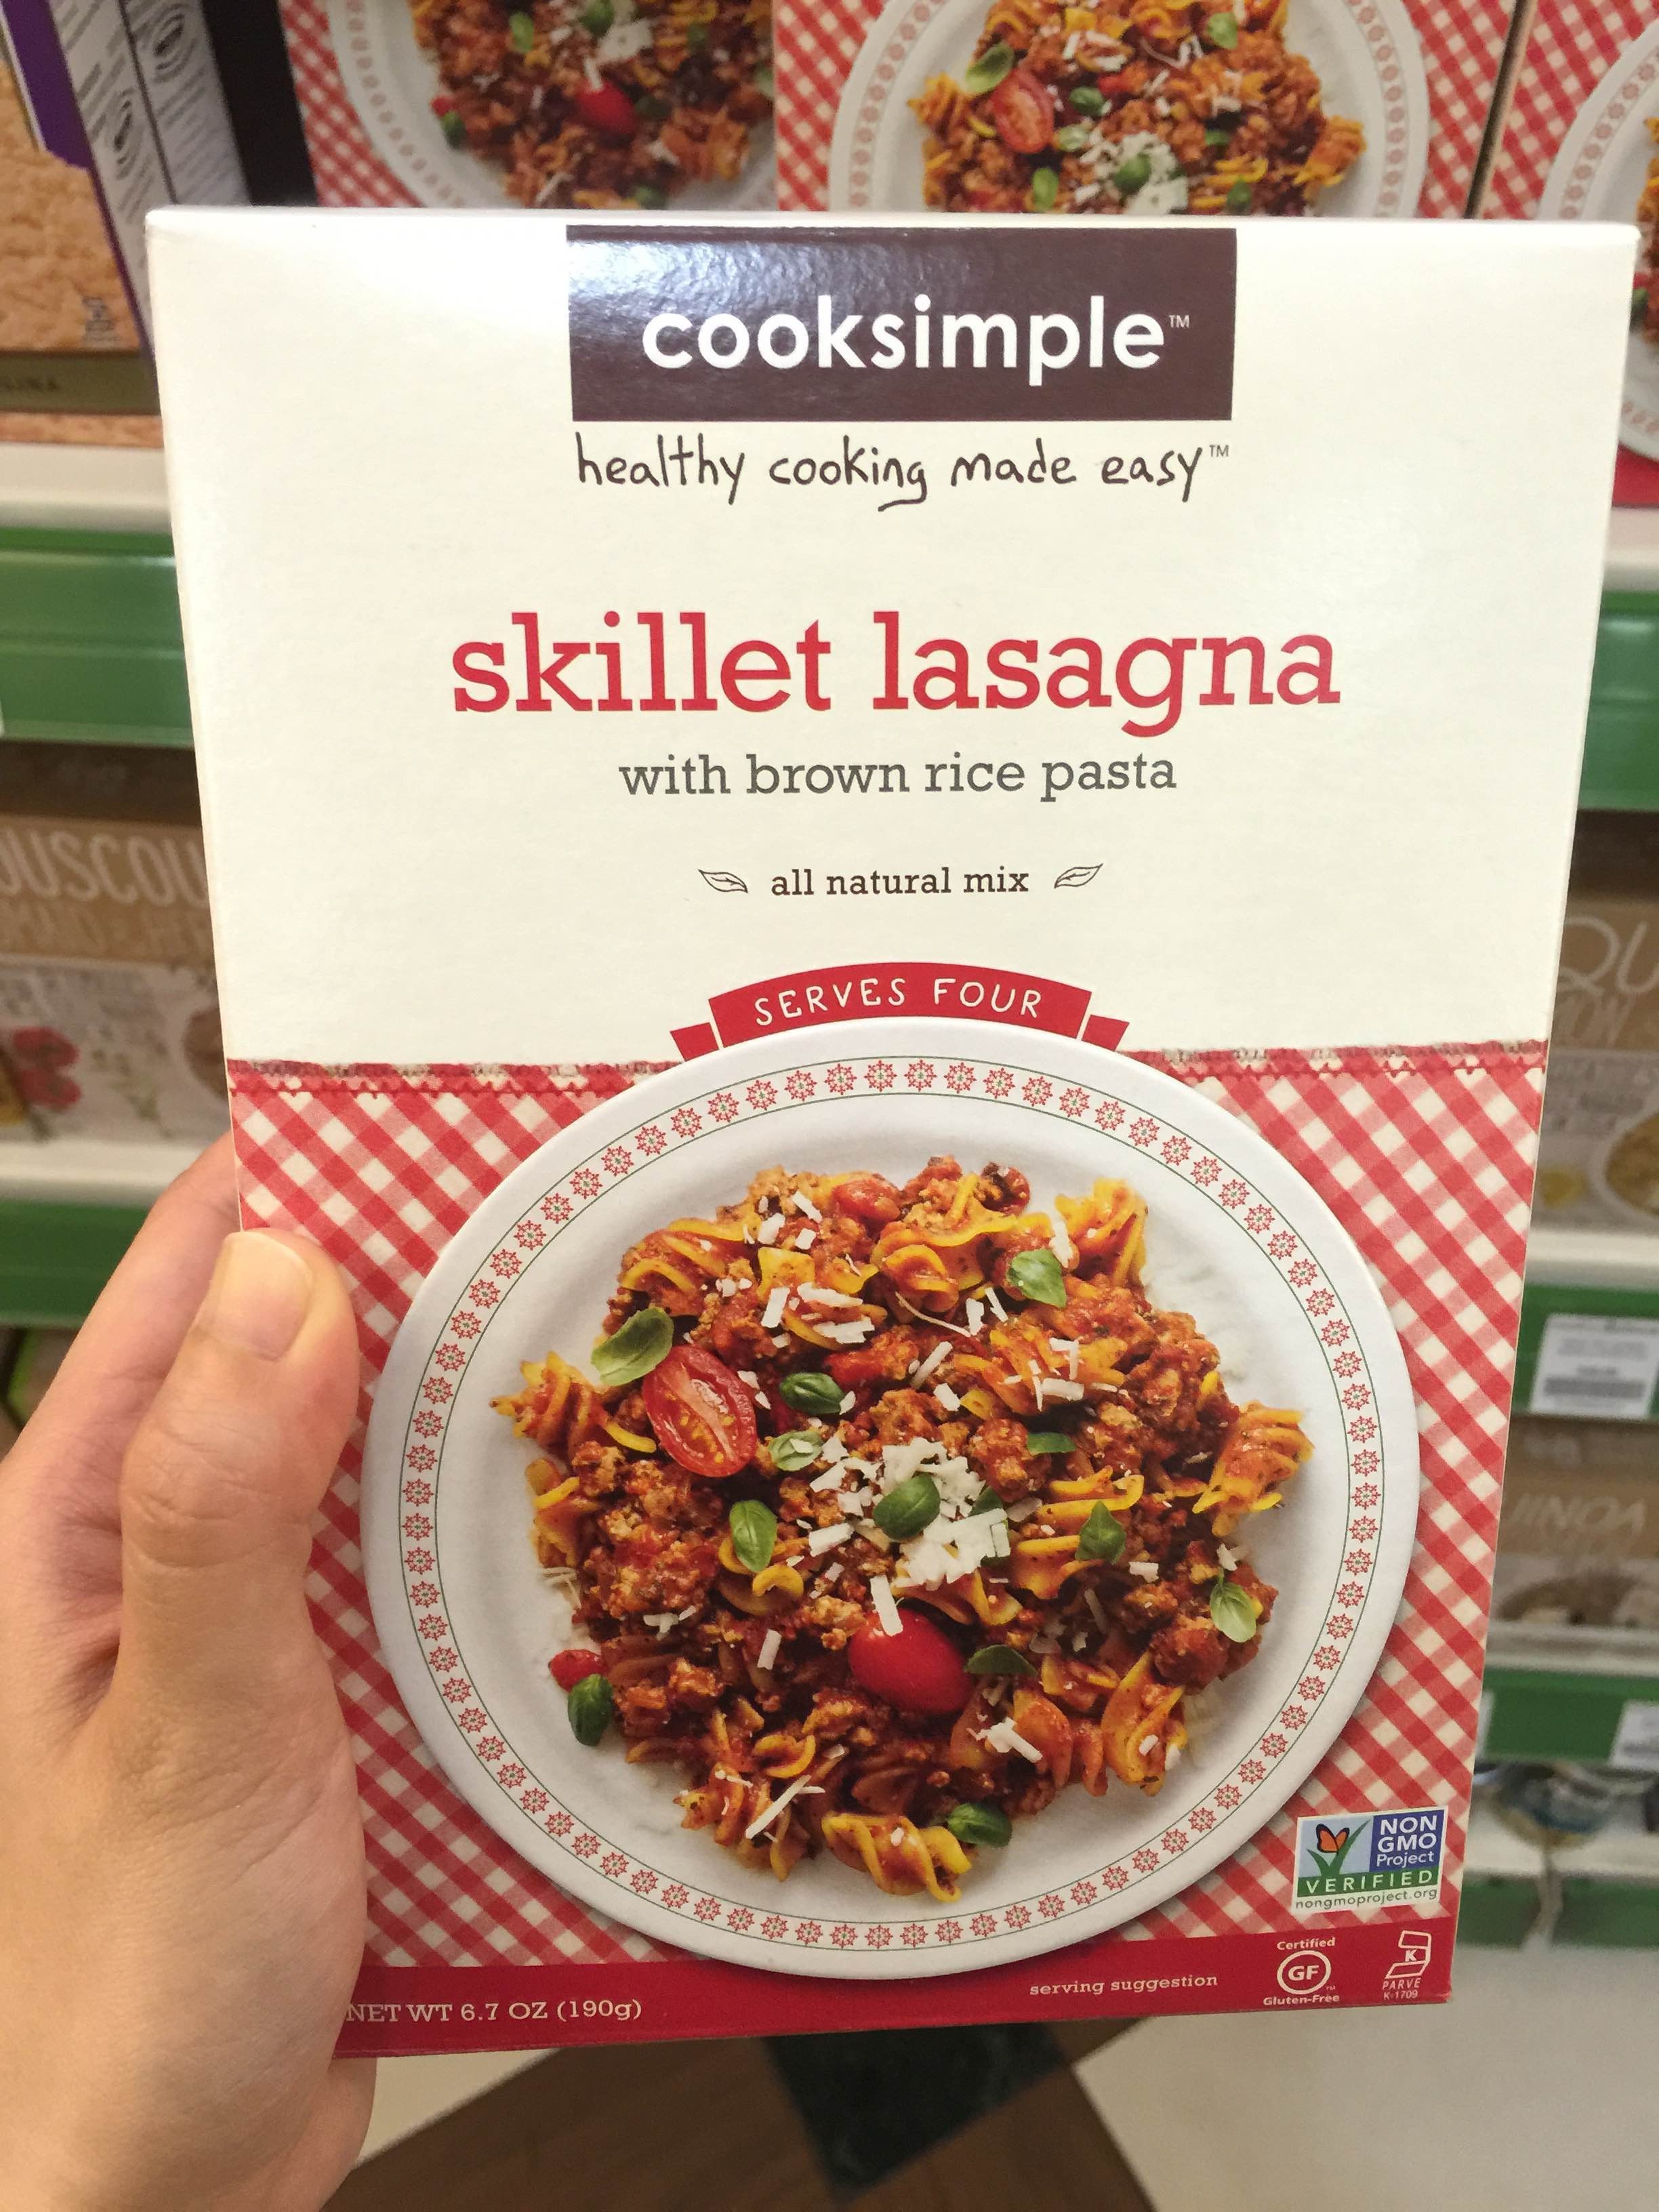 cooksimple™
healthy cooking made easy™
skillet lasagna
with brown rice pasta
all natural mix
SERVES FOUR
NON
GMO
Project
VERIFIED
nongmoproject.org
Certified
GF
Gluten-Free
K
PARVE
K-1709
serving suggestion
NET WT 6.7 OZ (190g)